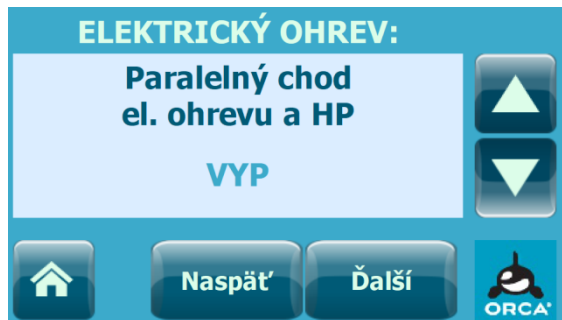 ELEKTRICKÝ OHREV:
Paralelný chod
el. ohrevu a HP
VYP
Naspäť
Ďalší
ORCA